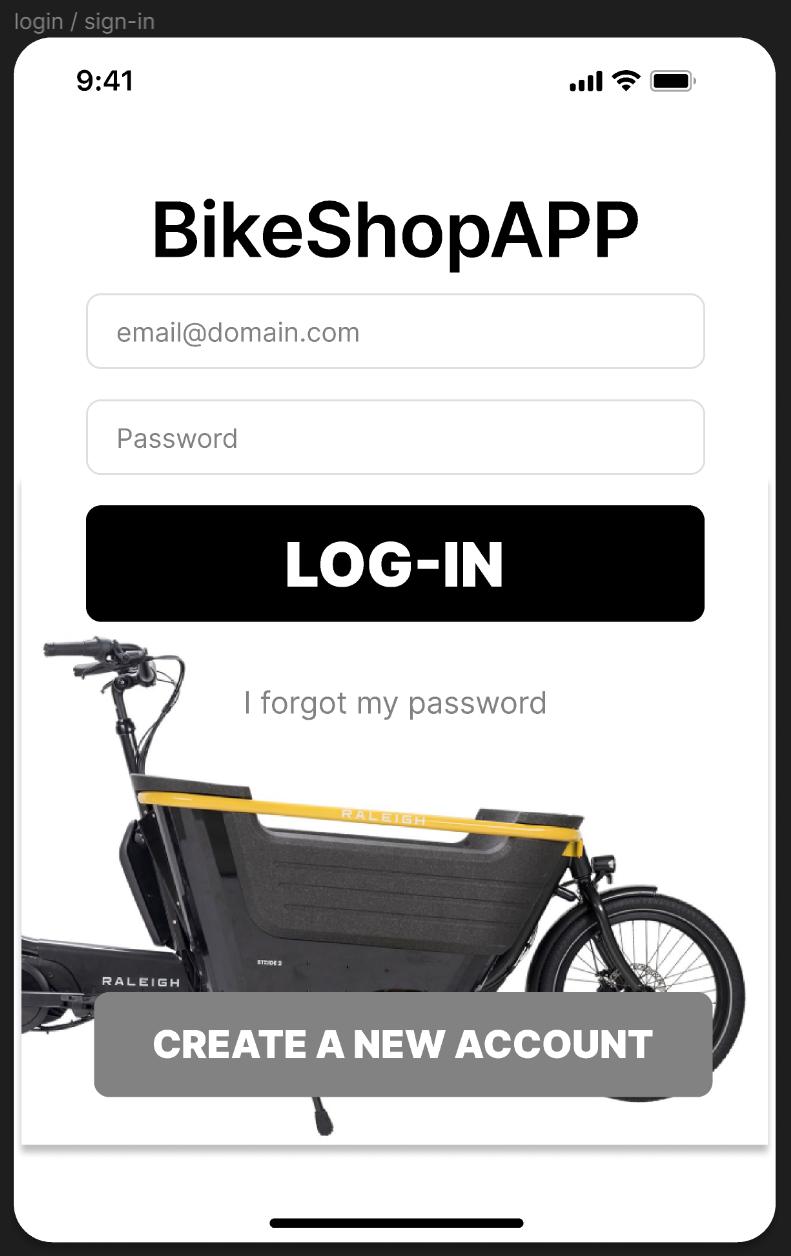 login / sign-in
9:41
BikeShopAPP
email@domain.com
Password
LOG-IN
I forgot my password
RALEIGH
STRIDE 2
RALEIGH
CREATE A NEW ACCOUNT